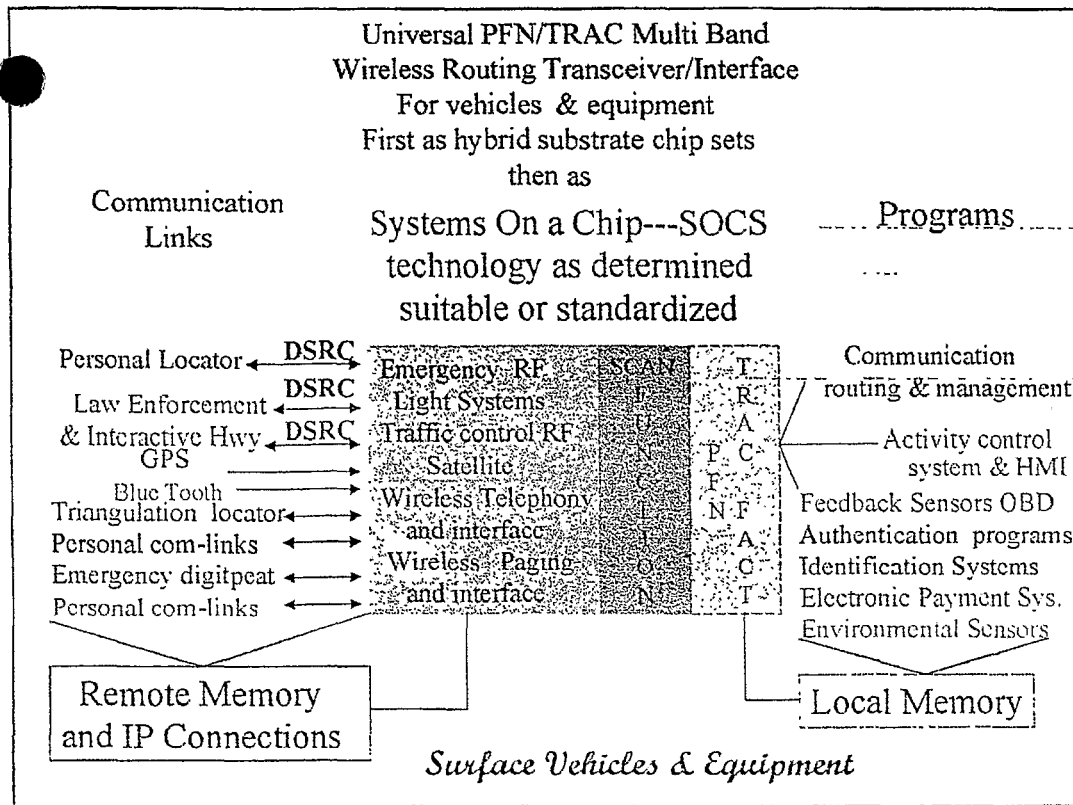 Universal PFN/TRAC Multi Band
Wireless Routing Transceiver/Interface
For vehicles & equipment
First as hybrid substrate chip sets
then as
Systems On a Chip---SOCS
technology as determined
suitable or standardized
Communication
Links
Programs
Personal Locator
DSRC
Law Enforcement
DSRC
& Interactive Hwy
DSRC
GPS
Blue Tooth
Triangulation locator
Personal com-links
Emergency digitpeat
Personal com-links
Emergency RF
Light Systems
Traffic control RF
Satellite
Wireless Telephony
and interface
Wireless Paging
and interface
SCAN
FUNCTION
PFN
TRAC
FACT
Communication
routing & management
Activity control
system & HMI
Feedback Sensors OBD
Authentication programs
Identification Systems
Electronic Payment Sys.
Environmental Sensors
Remote Memory
and IP Connections
Local Memory
Surface Vehicles & Equipment